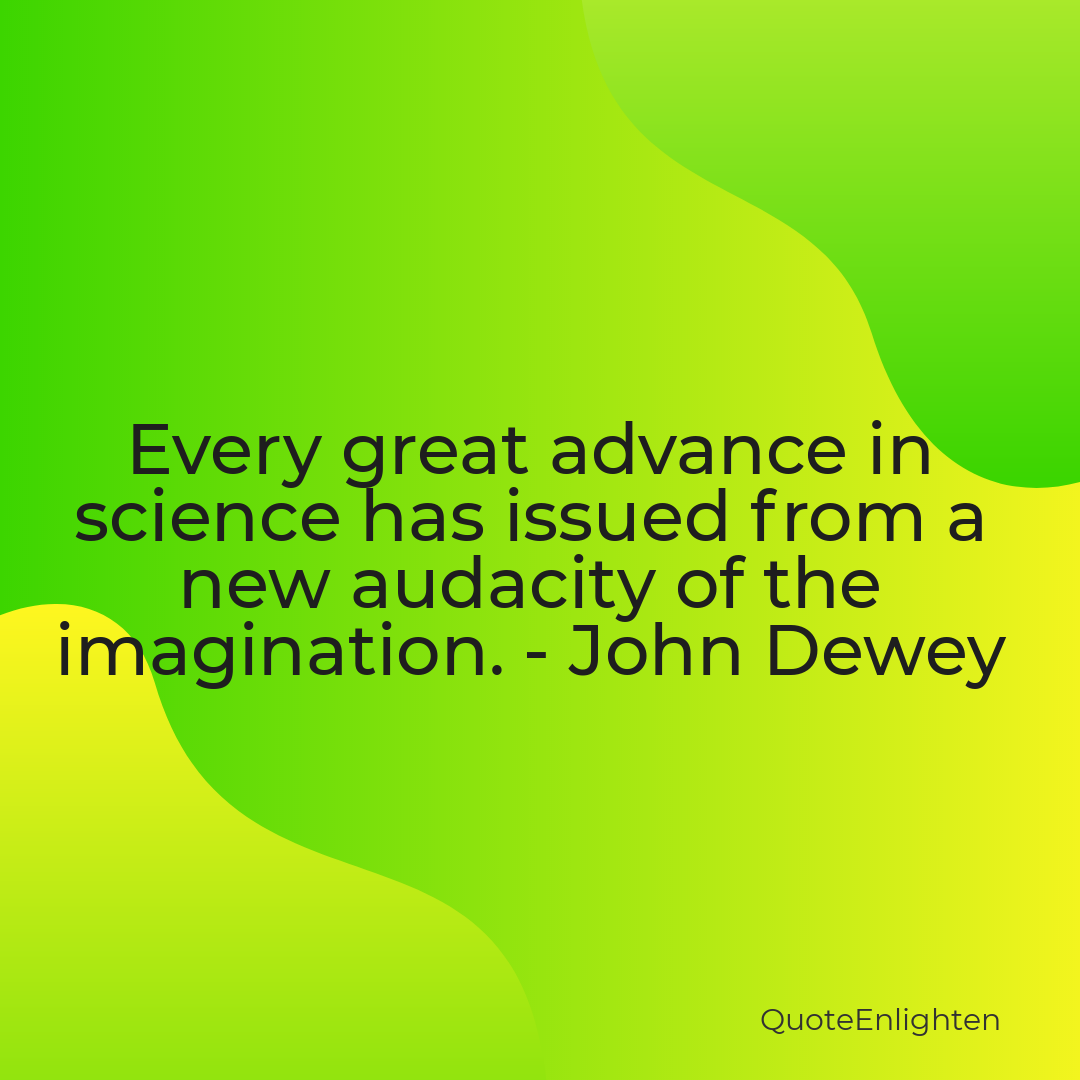 Every great advance in
science has issued from a
new audacity of the
imagination. - John Dewey
QuoteEnlighten